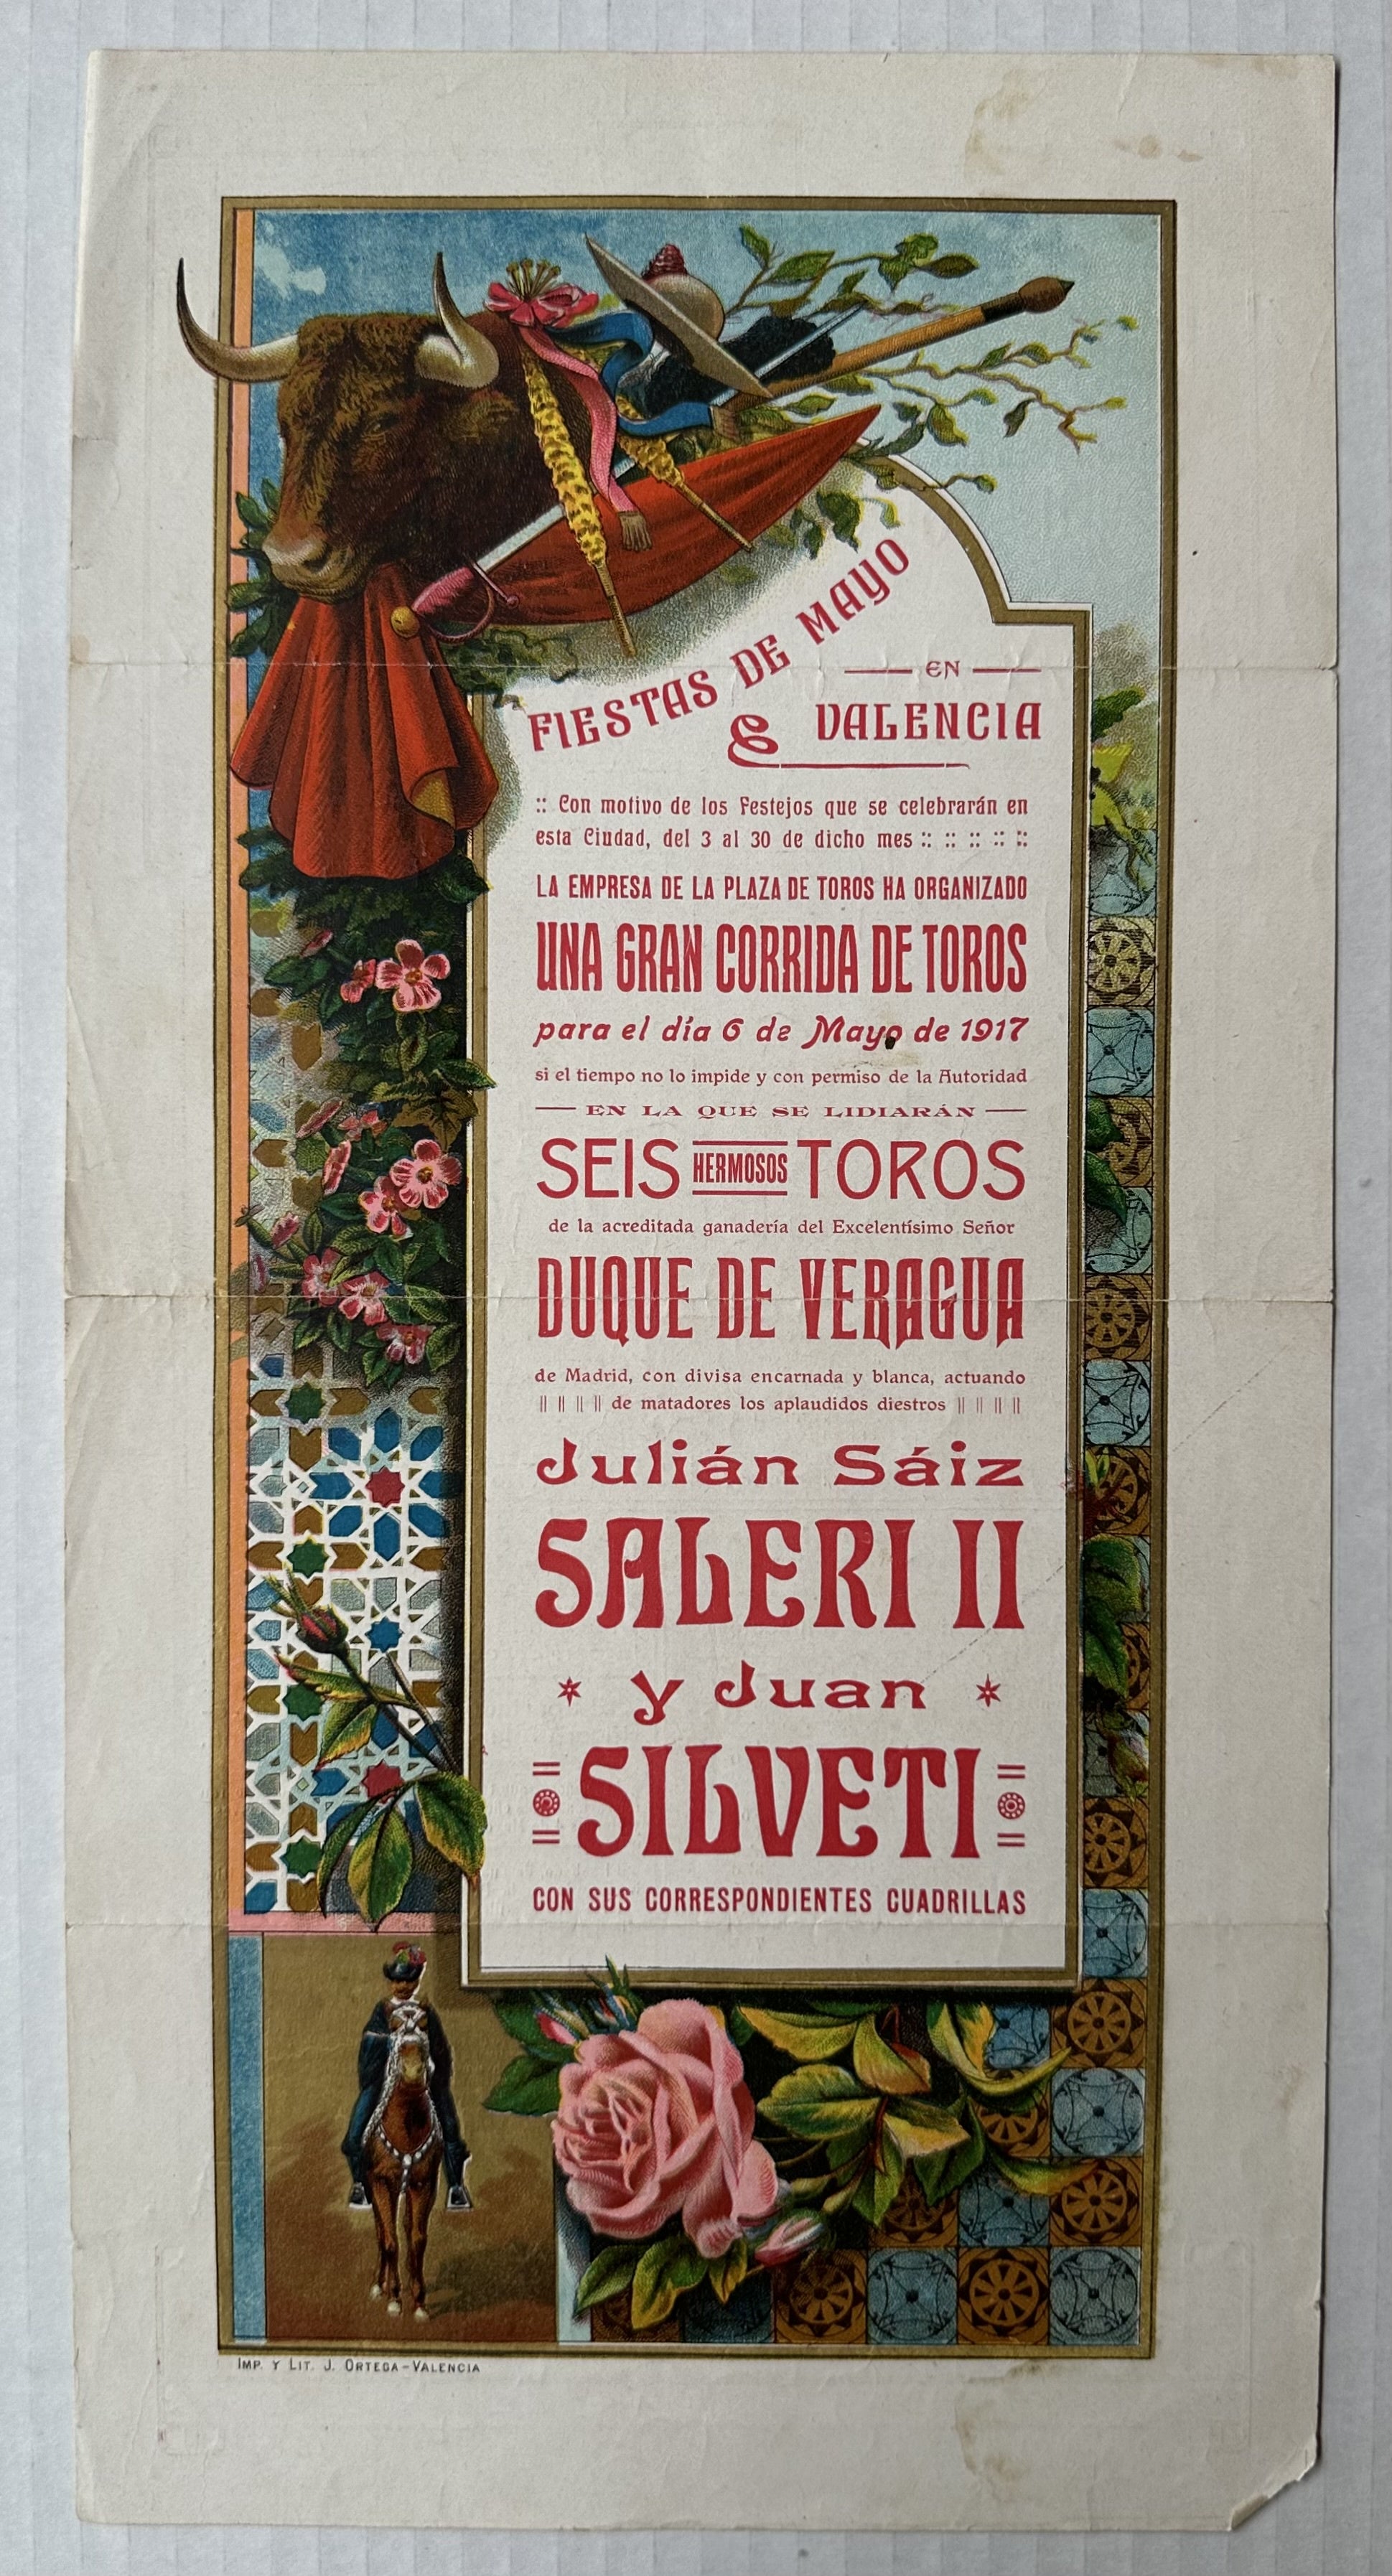 FIESTAS DE MAYO
EN
VALENCIA
:: Con motivo de los Festejos que se celebrarán en
esta Ciudad, del 3 al 30 de dicho mes :: :: :: :: ::
LA EMPRESA DE LA PLAZA DE TOROS HA ORGANIZADO
UNA GRAN CORRIDA DE TOROS
para el día 6 de Mayo de 1917
si el tiempo no lo impide y con permiso de la Autoridad
EN LA QUE SE LIDIARÁN
SEIS HERMOSOS TOROS
de la acreditada ganadería del Excelentísimo Señor
DUQUE DE VERAGUA
de Madrid, con divisa encarnada y blanca, actuando
de matadores los aplaudidos diestros
Julián Sáiz
SALERI II
y Juan
SILVETI
CON SUS CORRESPONDIENTES CUADRILLAS
IMP. Y LIT. J. ORTEGA-VALENCIA